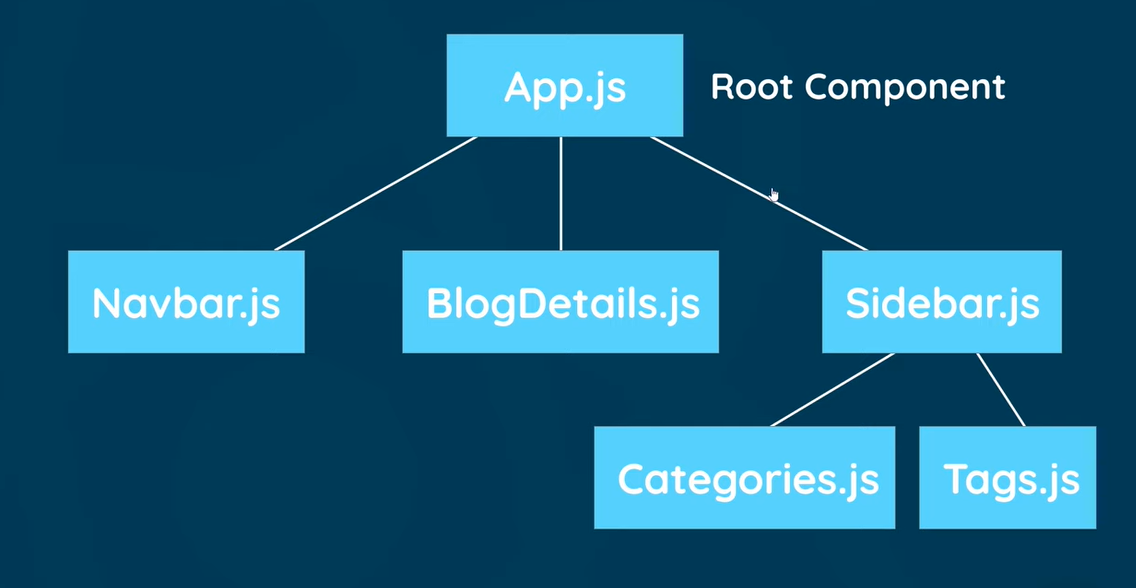 App.js
Root Component
Navbar.js
BlogDetails.js
Sidebar.js
Categories.js
Tags.js